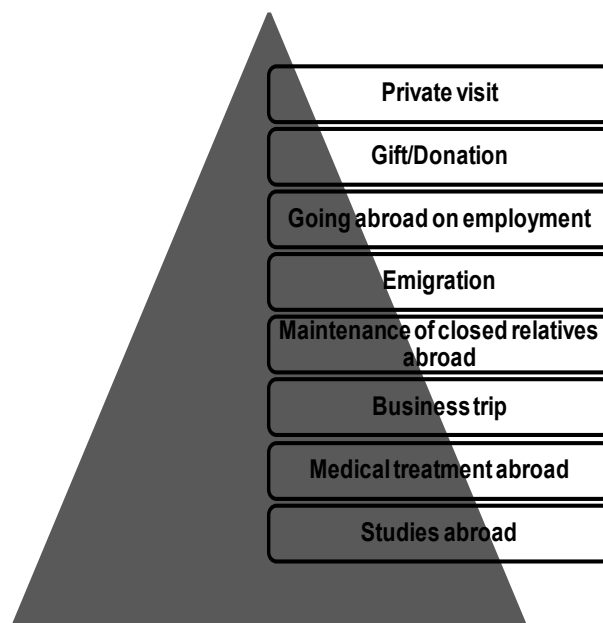 Private visit
Gift/Donation
Going abroad on employment
Emigration
Maintenance of closed relatives
abroad
Business trip
Medical treatment abroad
Studies abroad